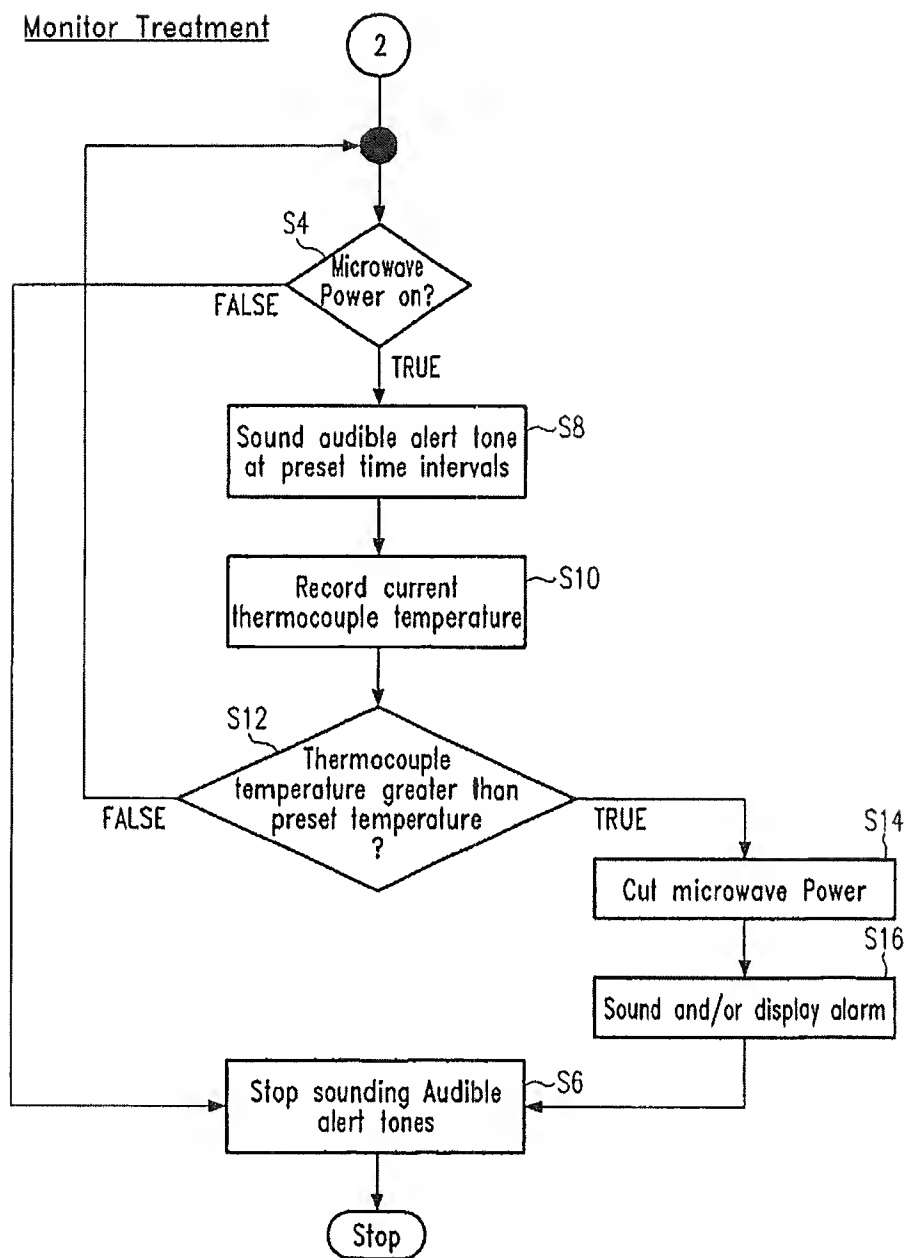 Monitor Treatment
2
S4
Microwave
Power on?
FALSE
TRUE
Sound audible alert tone
at preset time intervals
S8
Record current
thermocouple temperature
S10
S12
Thermocouple
temperature greater than
preset temperature
?
FALSE
TRUE
S14
Cut microwave Power
S16
Sound and/or display alarm
Stop sounding Audible
alert tones
S6
Stop